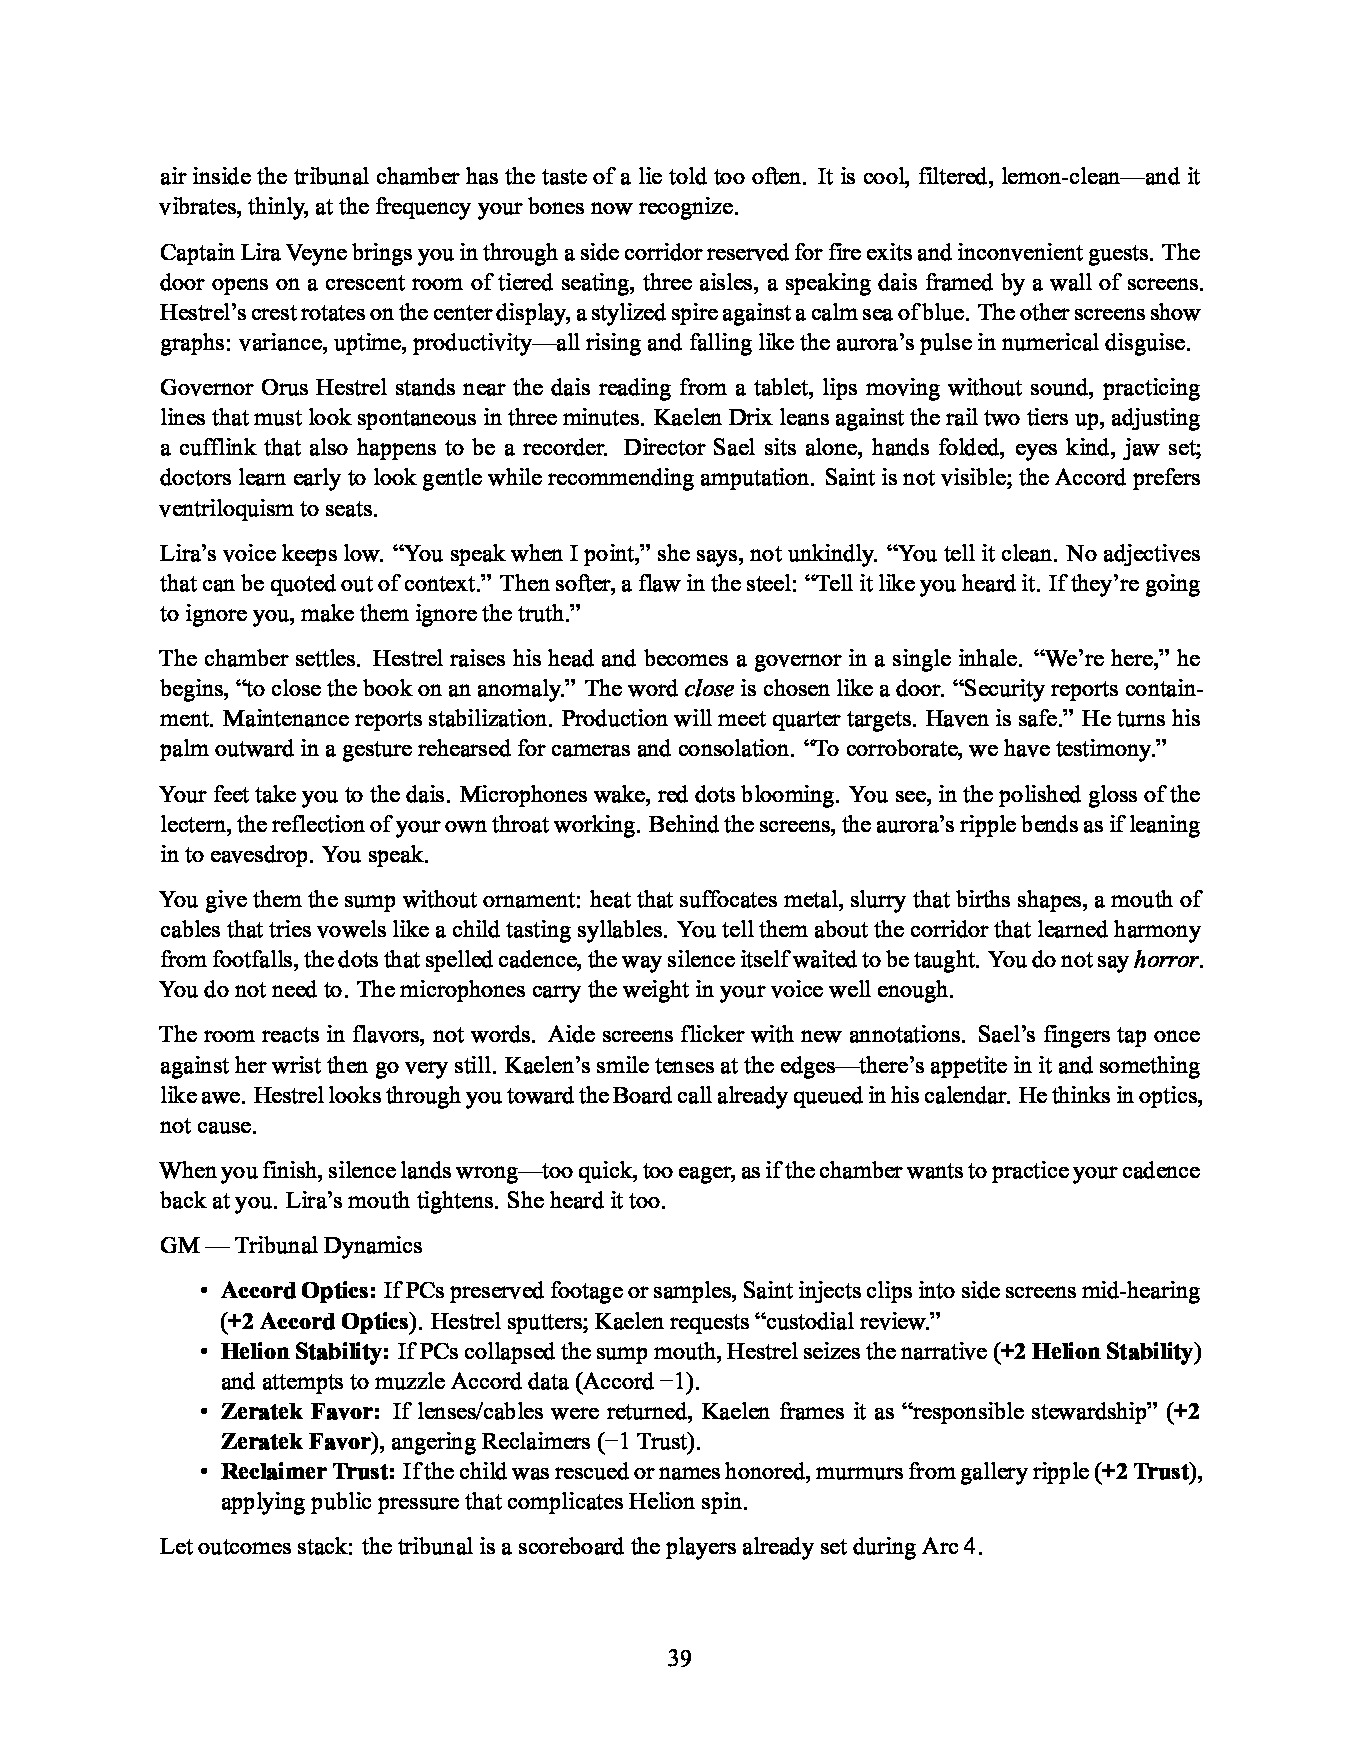 air inside the tribunal chamber has the taste of a lie told too often. It is cool, filtered, lemon-clean—and it
vibrates, thinly, at the frequency your bones now recognize.
Captain Lira Veyne brings you in through a side corridor reserved for fire exits and inconvenient guests. The
door opens on a crescent room of tiered seating, three aisles, a speaking dais framed by a wall of screens.
Hestrel’s crest rotates on the center display, a stylized spire against a calm sea of blue. The other screens show
graphs: variance, uptime, productivity—all rising and falling like the aurora’s pulse in numerical disguise.
Governor Orus Hestrel stands near the dais reading from a tablet, lips moving without sound, practicing
lines that must look spontaneous in three minutes. Kaelen Drix leans against the rail two tiers up, adjusting
a cufflink that also happens to be a recorder. Director Sael sits alone, hands folded, eyes kind, jaw set;
doctors learn early to look gentle while recommending amputation. Saint is not visible; the Accord prefers
ventriloquism to seats.
Lira’s voice keeps low. “You speak when I point,” she says, not unkindly. “You tell it clean. No adjectives
that can be quoted out of context.” Then softer, a flaw in the steel: “Tell it like you heard it. If they’re going
to ignore you, make them ignore the truth.”
The chamber settles. Hestrel raises his head and becomes a governor in a single inhale. “We’re here,” he
begins, “to close the book on an anomaly.” The word close is chosen like a door. “Security reports contain-
ment. Maintenance reports stabilization. Production will meet quarter targets. Haven is safe.” He turns his
palm outward in a gesture rehearsed for cameras and consolation. “To corroborate, we have testimony.”
Your feet take you to the dais. Microphones wake, red dots blooming. You see, in the polished gloss of the
lectern, the reflection of your own throat working. Behind the screens, the aurora’s ripple bends as if leaning
in to eavesdrop. You speak.
You give them the sump without ornament: heat that suffocates metal, slurry that births shapes, a mouth of
cables that tries vowels like a child tasting syllables. You tell them about the corridor that learned harmony
from footfalls, the dots that spelled cadence, the way silence itself waited to be taught. You do not say horror.
You do not need to. The microphones carry the weight in your voice well enough.
The room reacts in flavors, not words. Aide screens flicker with new annotations. Sael’s fingers tap once
against her wrist then go very still. Kaelen’s smile tenses at the edges—there’s appetite in it and something
like awe. Hestrel looks through you toward the Board call already queued in his calendar. He thinks in optics,
not cause.
When you finish, silence lands wrong—too quick, too eager, as if the chamber wants to practice your cadence
back at you. Lira’s mouth tightens. She heard it too.
GM — Tribunal Dynamics
• Accord Optics: If PCs preserved footage or samples, Saint injects clips into side screens mid-hearing
(+2 Accord Optics). Hestrel sputters; Kaelen requests “custodial review.”
• Helion Stability: If PCs collapsed the sump mouth, Hestrel seizes the narrative (+2 Helion Stability)
and attempts to muzzle Accord data (Accord −1).
• Zeratek Favor: If lenses/cables were returned, Kaelen frames it as “responsible stewardship” (+2
Zeratek Favor), angering Reclaimers (−1 Trust).
• Reclaimer Trust: If the child was rescued or names honored, murmurs from gallery ripple (+2 Trust),
applying public pressure that complicates Helion spin.
Let outcomes stack: the tribunal is a scoreboard the players already set during Arc 4.
39